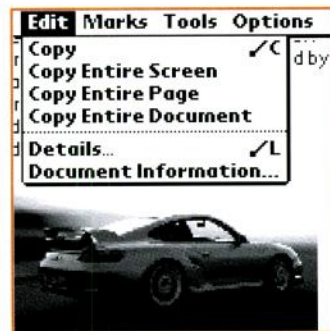 Edit Marks Tools Options
Copy ✓C
d by
Copy Entire Screen
Copy Entire Page
Copy Entire Document
Details... ✓L
Document Information...